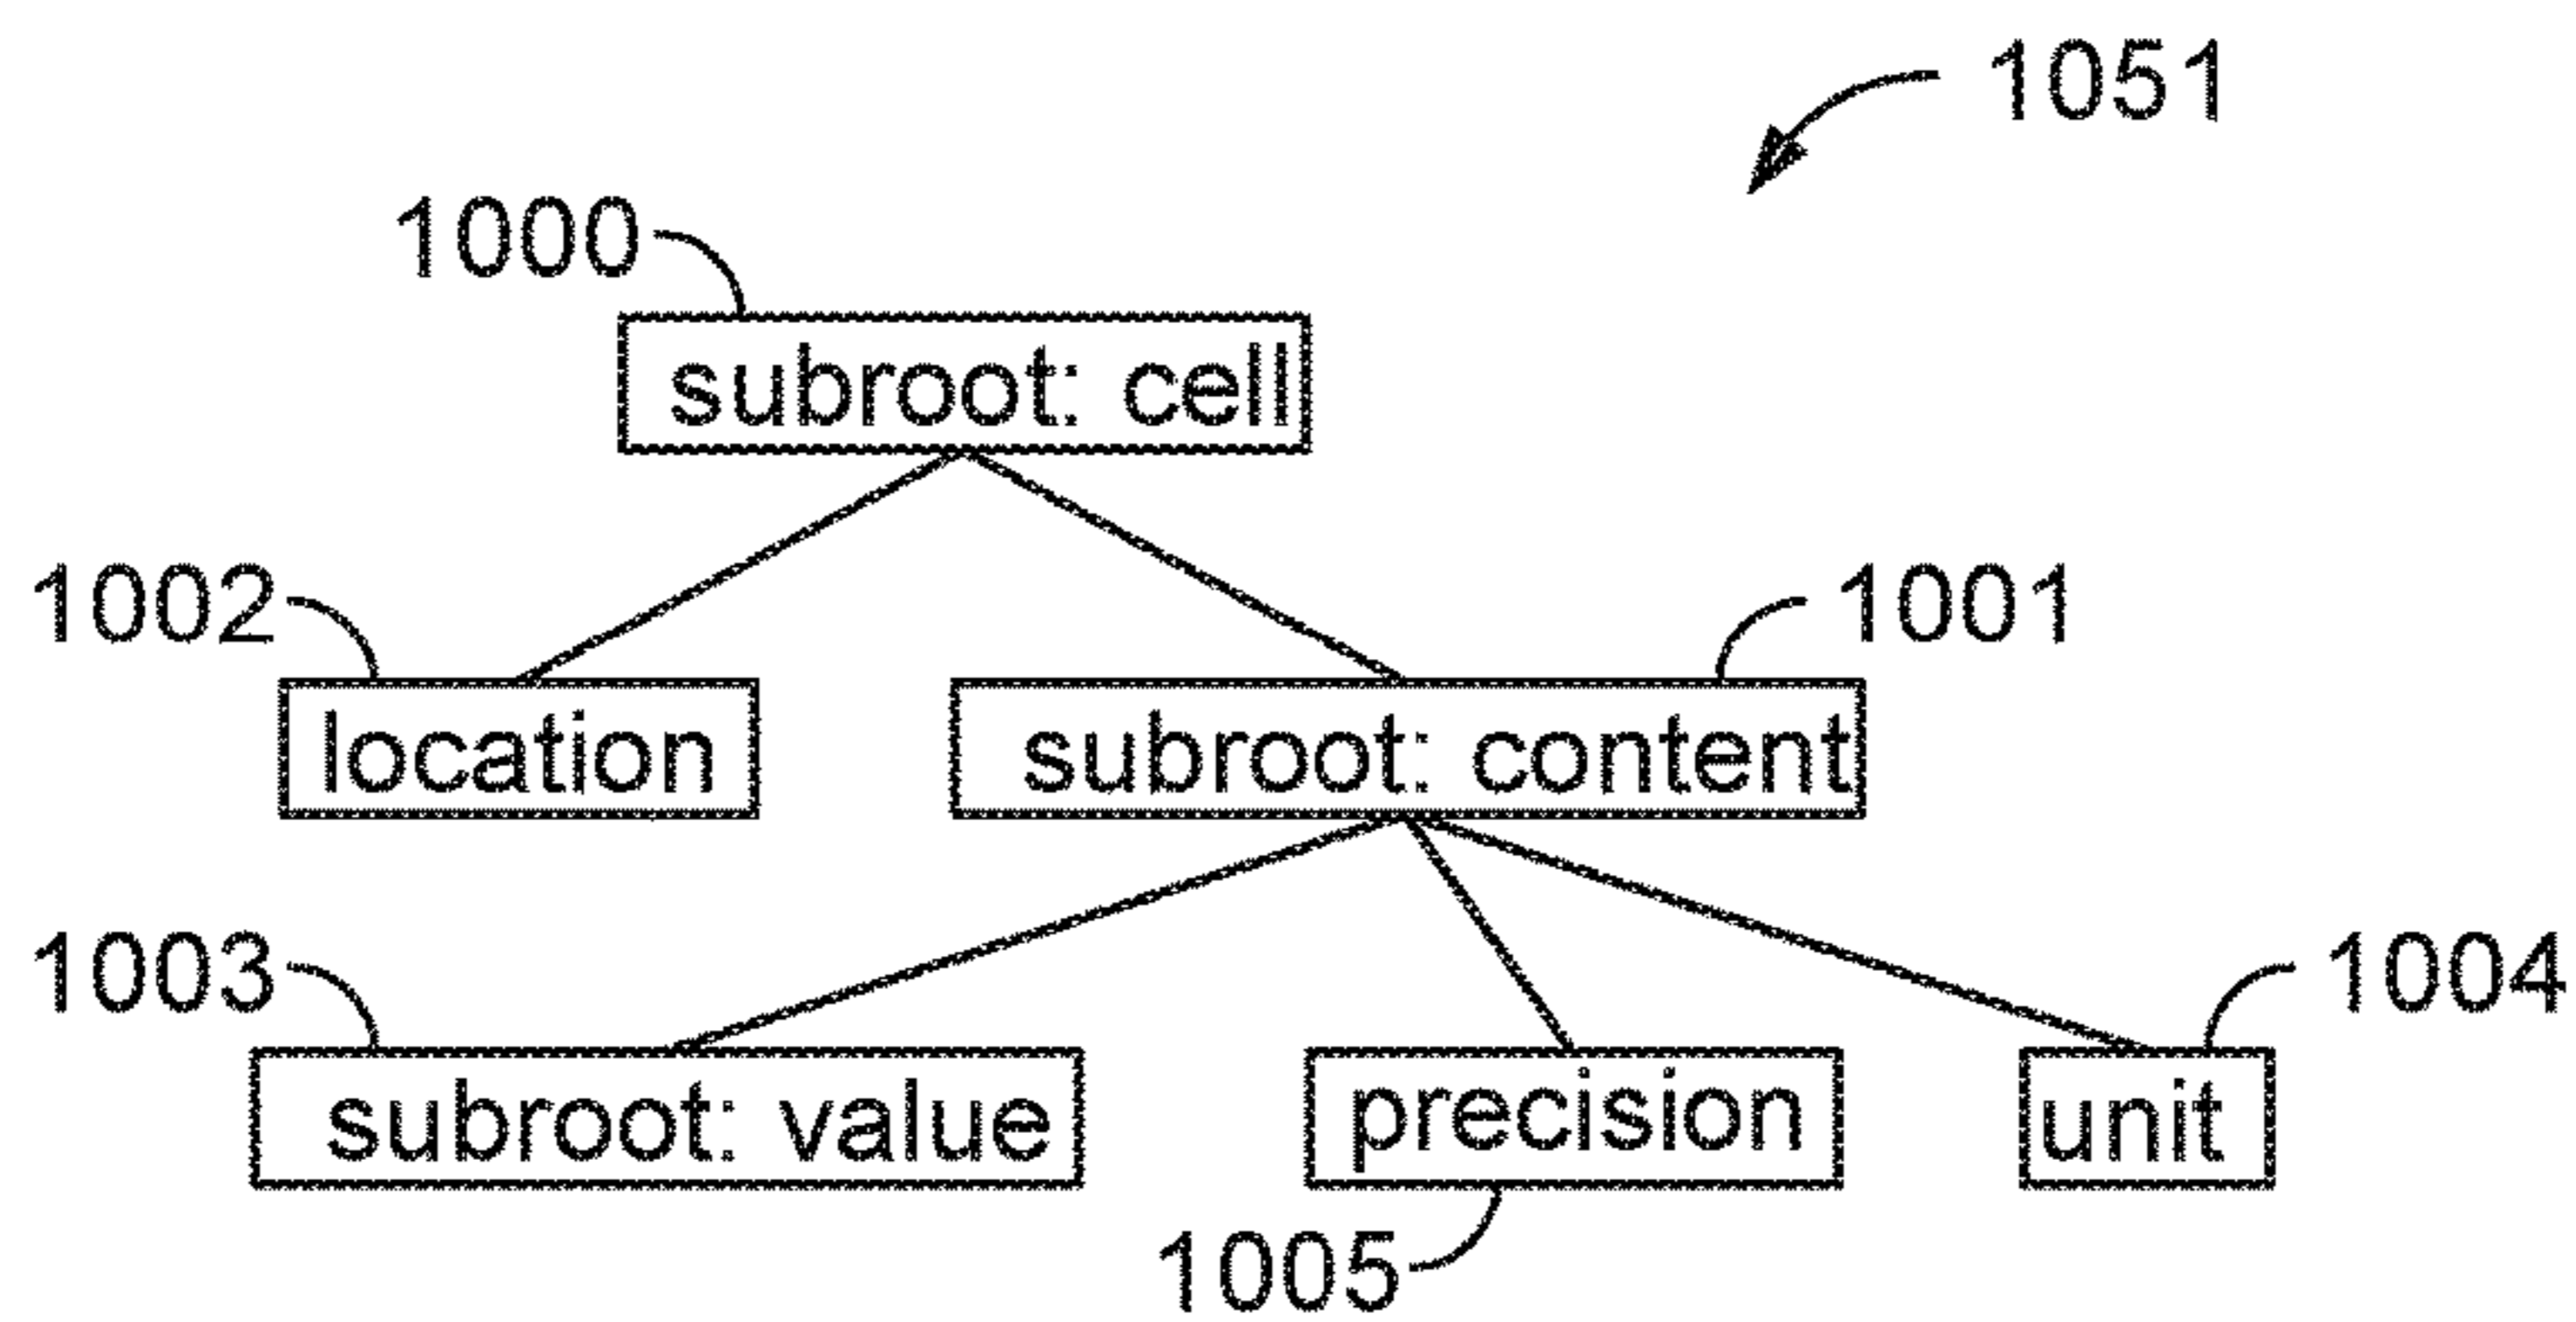 1051
1000
subroot: cell
1002
1001
location
subroot: content
1003
1004
subroot: value
precision
unit
1005